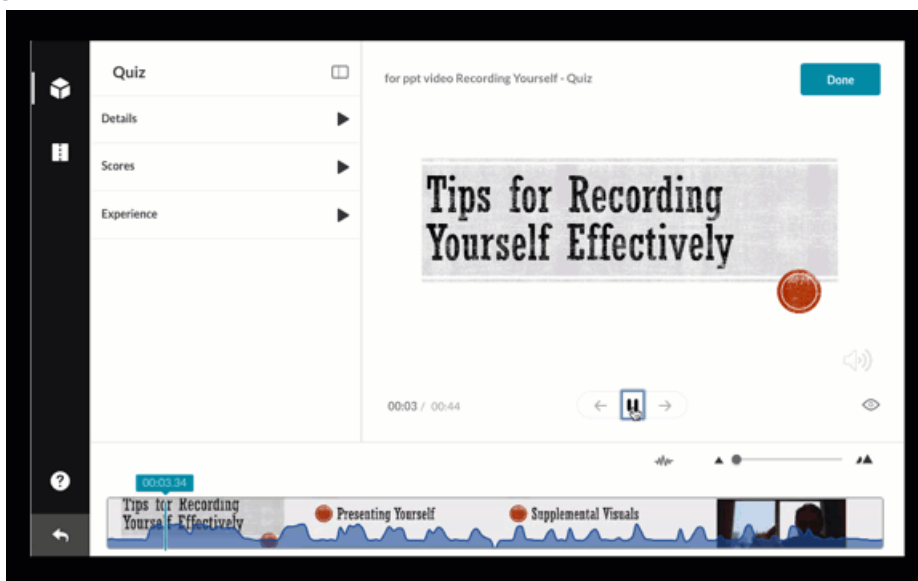 Quiz
Details
Scores
Experience
for ppt video Recording Yourself - Quiz
Done
Tips for Recording
Yourself Effectively
00:03 / 00:44
?
00:03.34
Tips for Recording
Yourself Effectively
Presenting Yourself
Supplemental Visuals